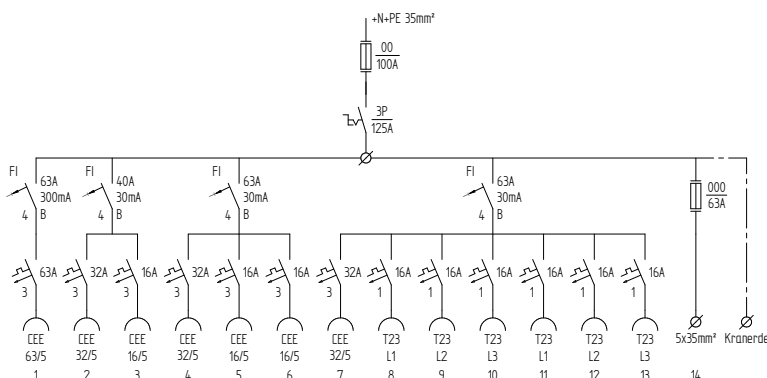 +N+PE 35mm²
00
100A
3P
125A
FI 63A FI 40A FI 63A FI 63A 000
300mA 30mA 30mA 30mA 63A
4 B 4 B 4 B 4 B
63A 32A 16A 32A 16A 16A 32A 16A 16A 16A 16A 16A 16A
3 3 3 3 3 3 3 1 1 1 1 1 1
CEE CEE CEE CEE CEE CEE CEE T23 T23 T23 T23 T23 T23 5x35mm² Kranerde
63/5 32/5 16/5 32/5 16/5 16/5 32/5 L1 L2 L3 L1 L2 L3
1 2 3 4 5 6 7 8 9 10 11 12 13 14